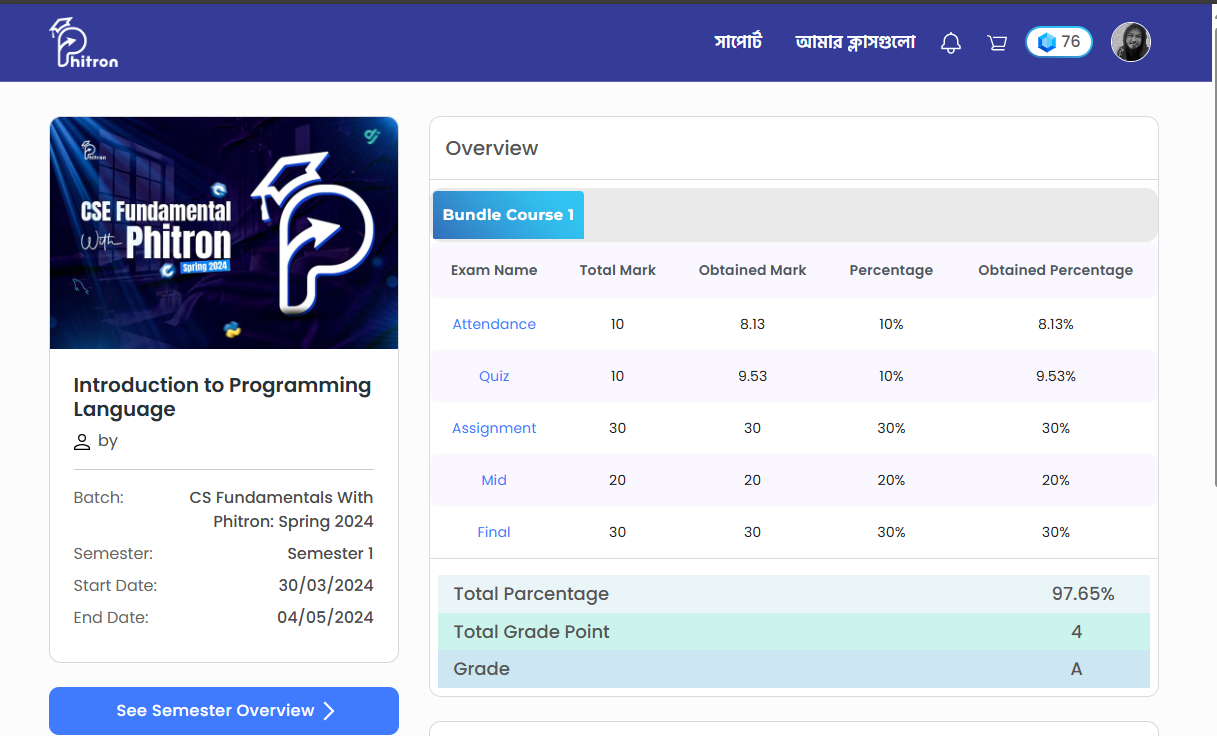 Phitron
সাপোর্ট
আমার ক্লাসগুলো
76
Phitron
CSE Fundamental
With Phitron
Spring 2024
Introduction to Programming
Language
by
Batch: CS Fundamentals With
Phitron: Spring 2024
Semester: Semester 1
Start Date: 30/03/2024
End Date: 04/05/2024
See Semester Overview
Overview
Bundle Course 1
Exam Name Total Mark Obtained Mark Percentage Obtained Percentage
Attendance 10 8.13 10% 8.13%
Quiz 10 9.53 10% 9.53%
Assignment 30 30 30% 30%
Mid 20 20 20% 20%
Final 30 30 30% 30%
Total Parcentage 97.65%
Total Grade Point 4
Grade A